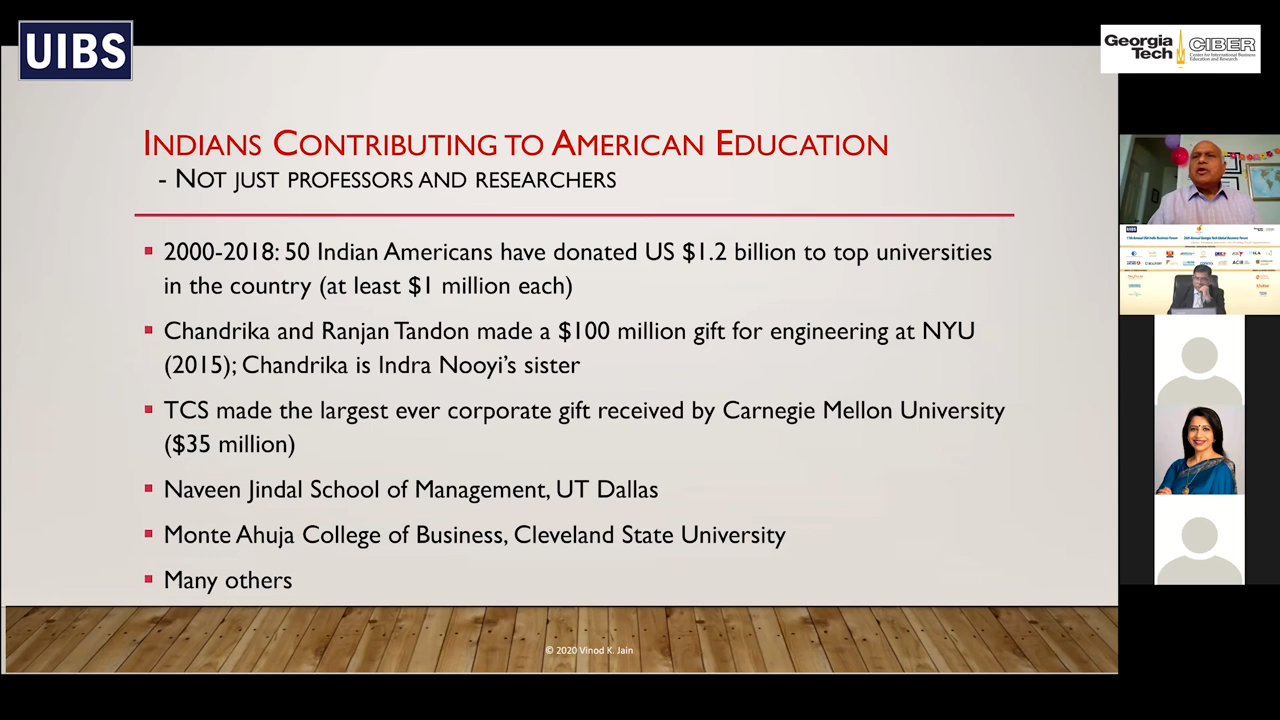 UIBS
Georgia Tech
CIBER
Center for International Business
Education and Research
INDIANS CONTRIBUTING TO AMERICAN EDUCATION
- NOT JUST PROFESSORS AND RESEARCHERS
▪ 2000-2018: 50 Indian Americans have donated US $1.2 billion to top universities
in the country (at least $1 million each)
▪ Chandrika and Ranjan Tandon made a $100 million gift for engineering at NYU
(2015); Chandrika is Indra Nooyi’s sister
▪ TCS made the largest ever corporate gift received by Carnegie Mellon University
($35 million)
▪ Naveen Jindal School of Management, UT Dallas
▪ Monte Ahuja College of Business, Cleveland State University
▪ Many others
© 2020 Vinod K. Jain